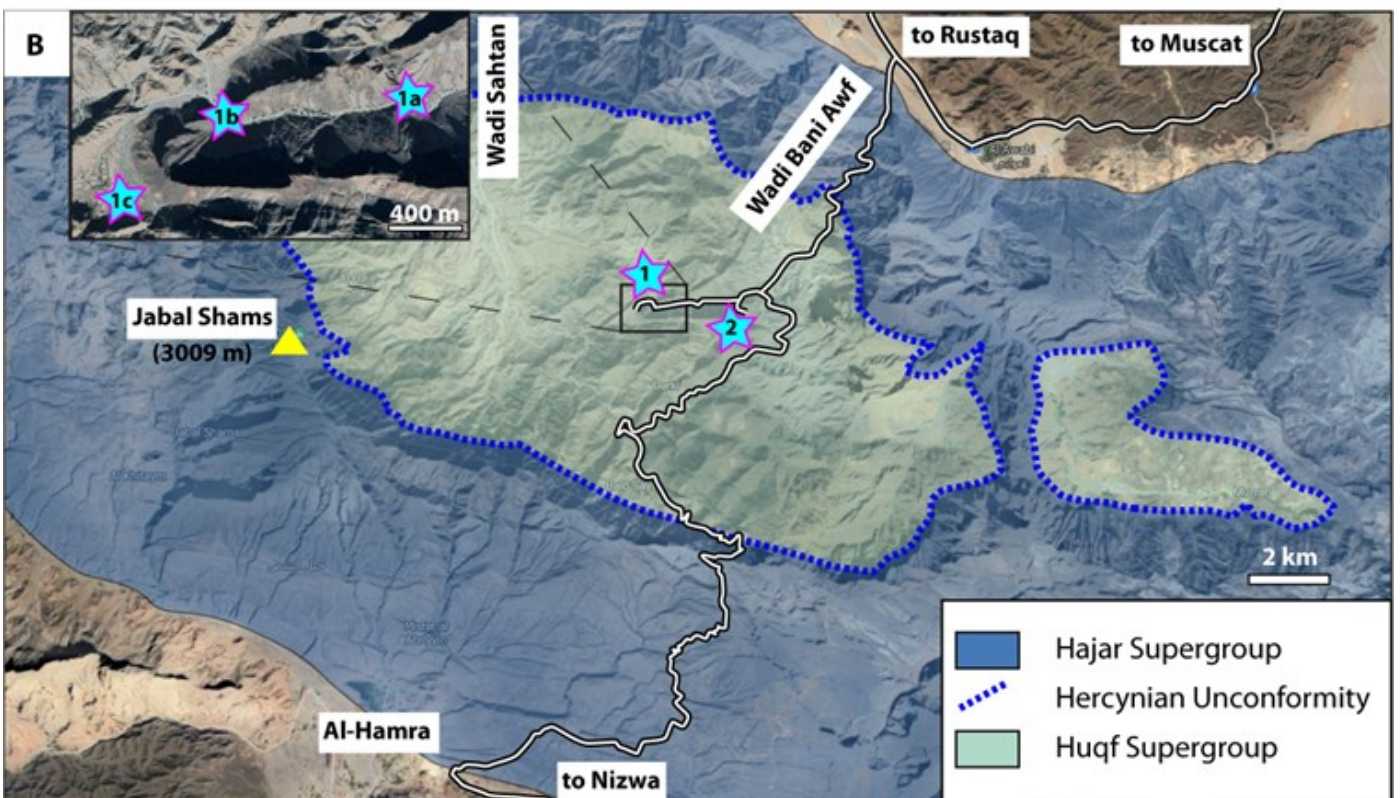 B
1a
1b
1c
400 m
Wadi Sahtan
to Rustaq
to Muscat
Wadi Bani Awf
1
2
Jabal Shams
(3009 m)
2 km
Al-Hamra
to Nizwa
Hajar Supergroup
Hercynian Unconformity
Huqf Supergroup